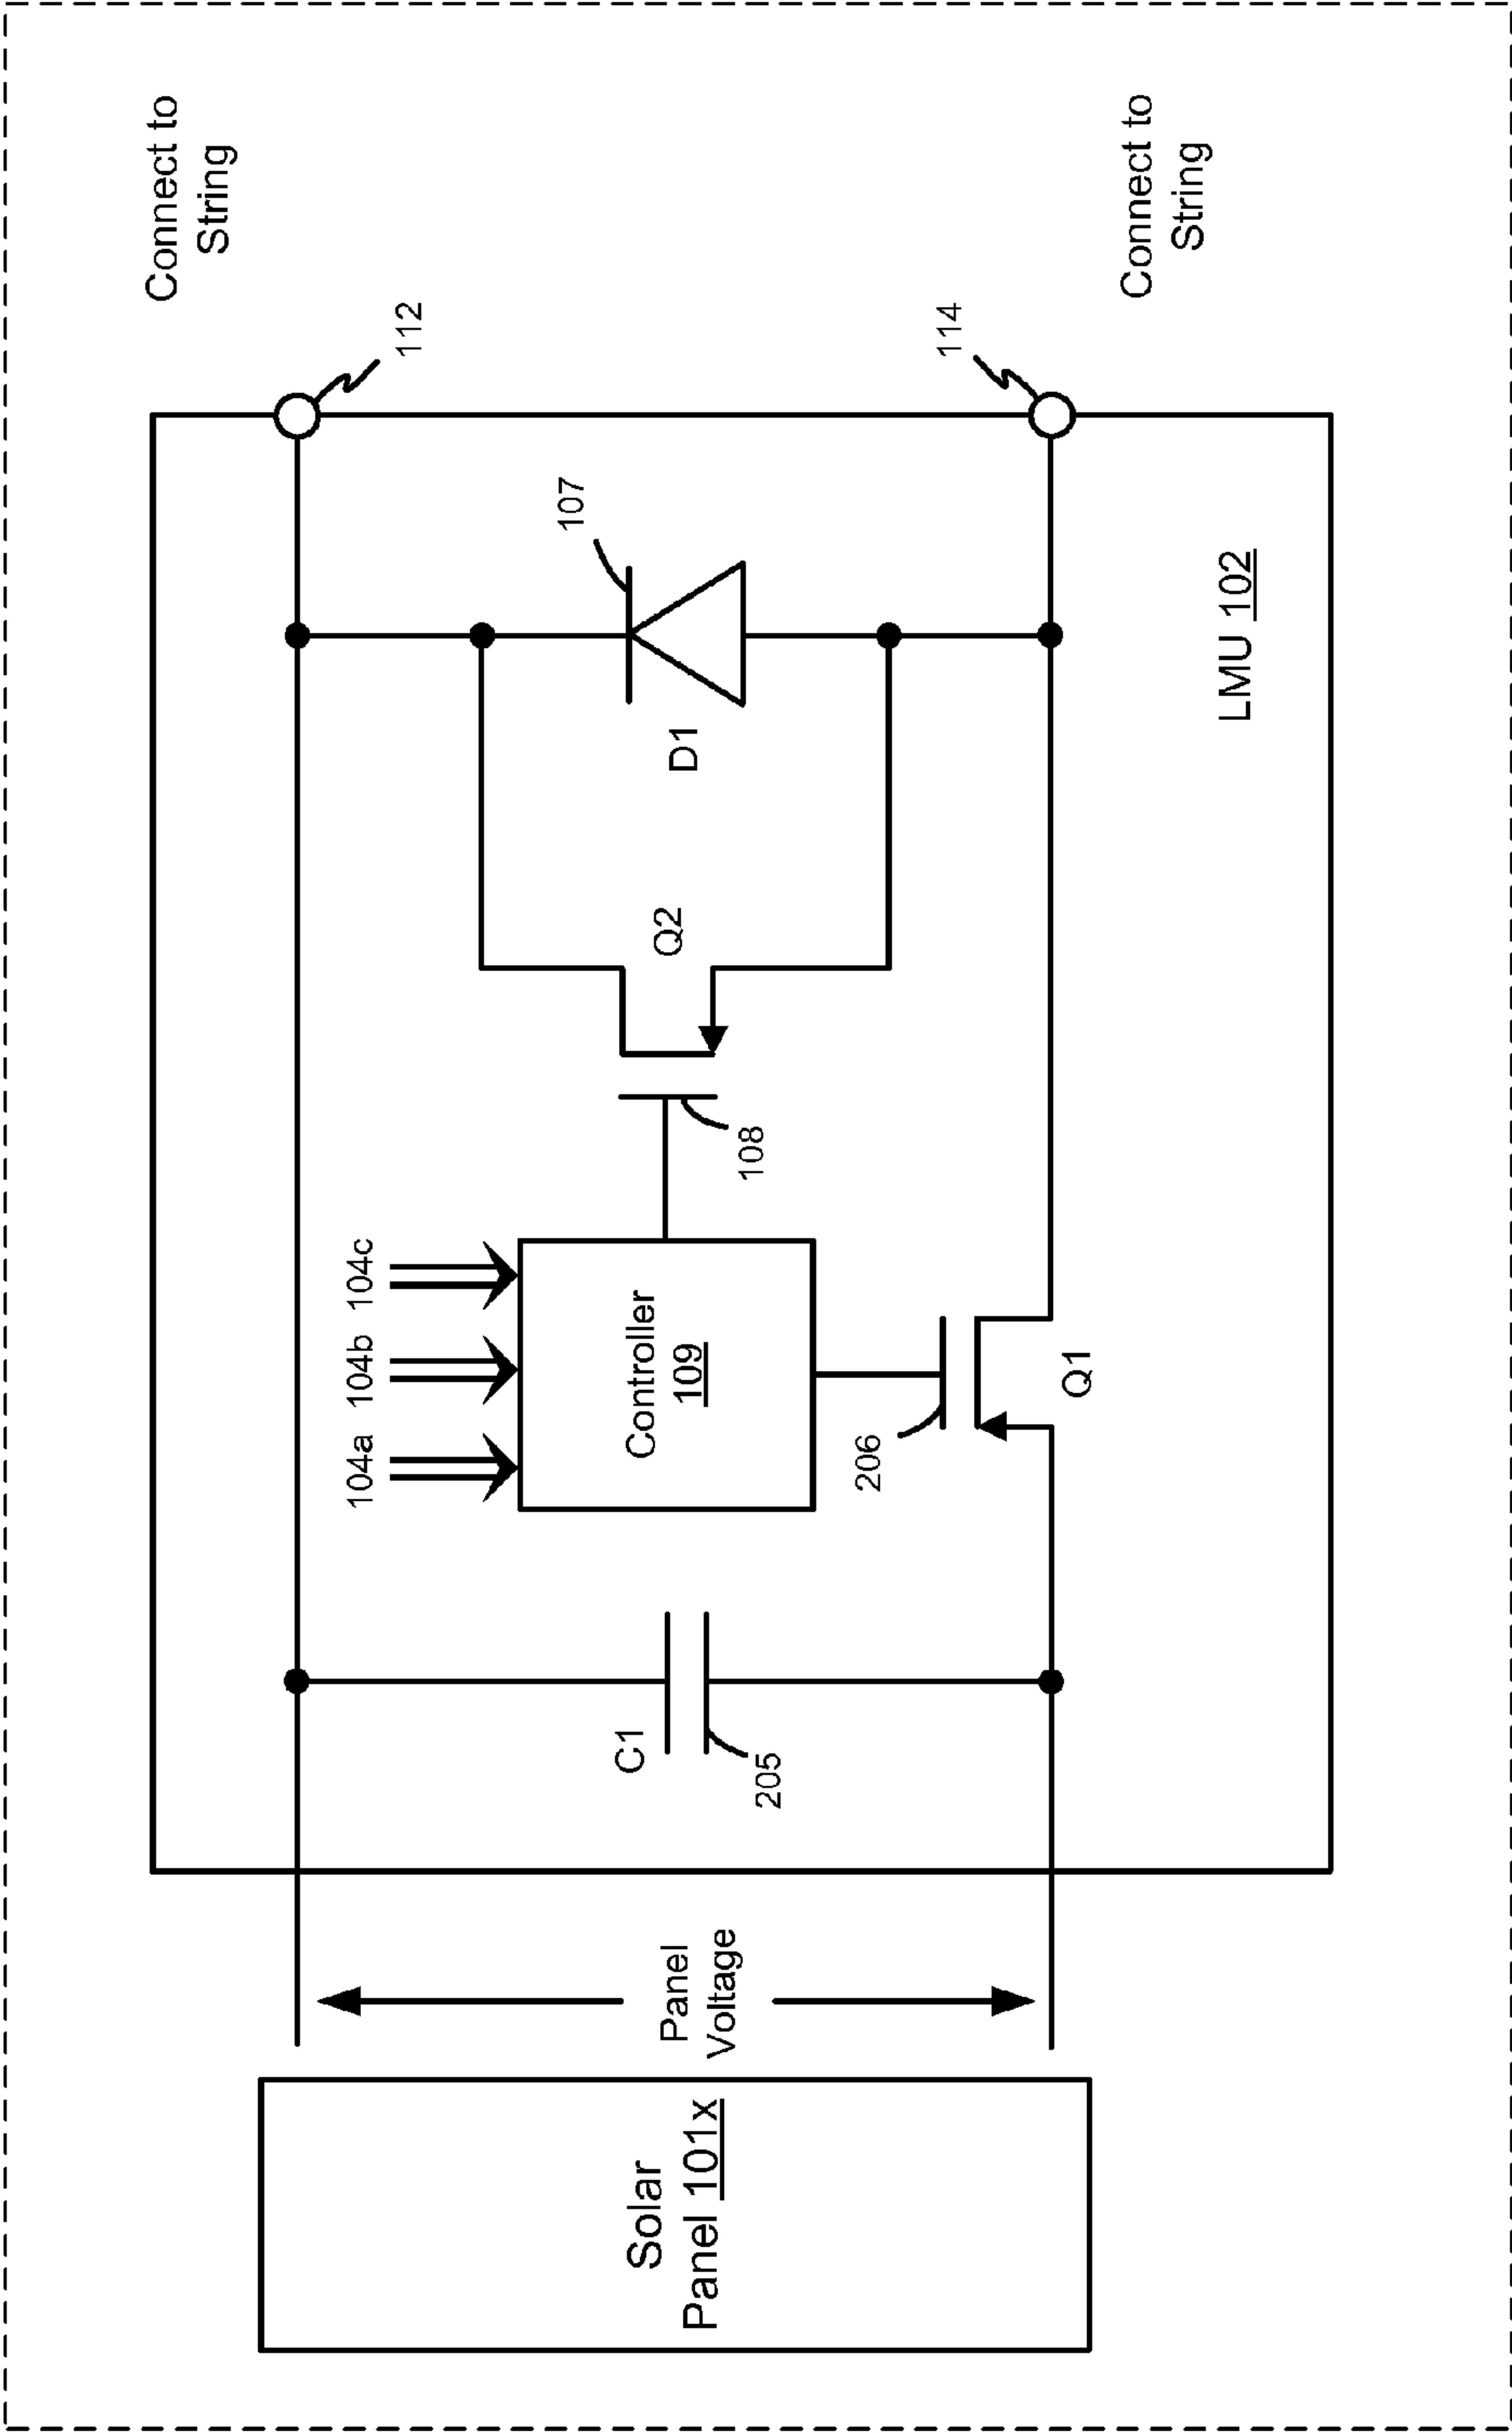 Solar
Panel 101x
Panel
Voltage
C1
205
104a
104b
104c
Controller
109
206
Q1
108
Q2
D1
107
112
114
Connect to
String
Connect to
String
LMU 102